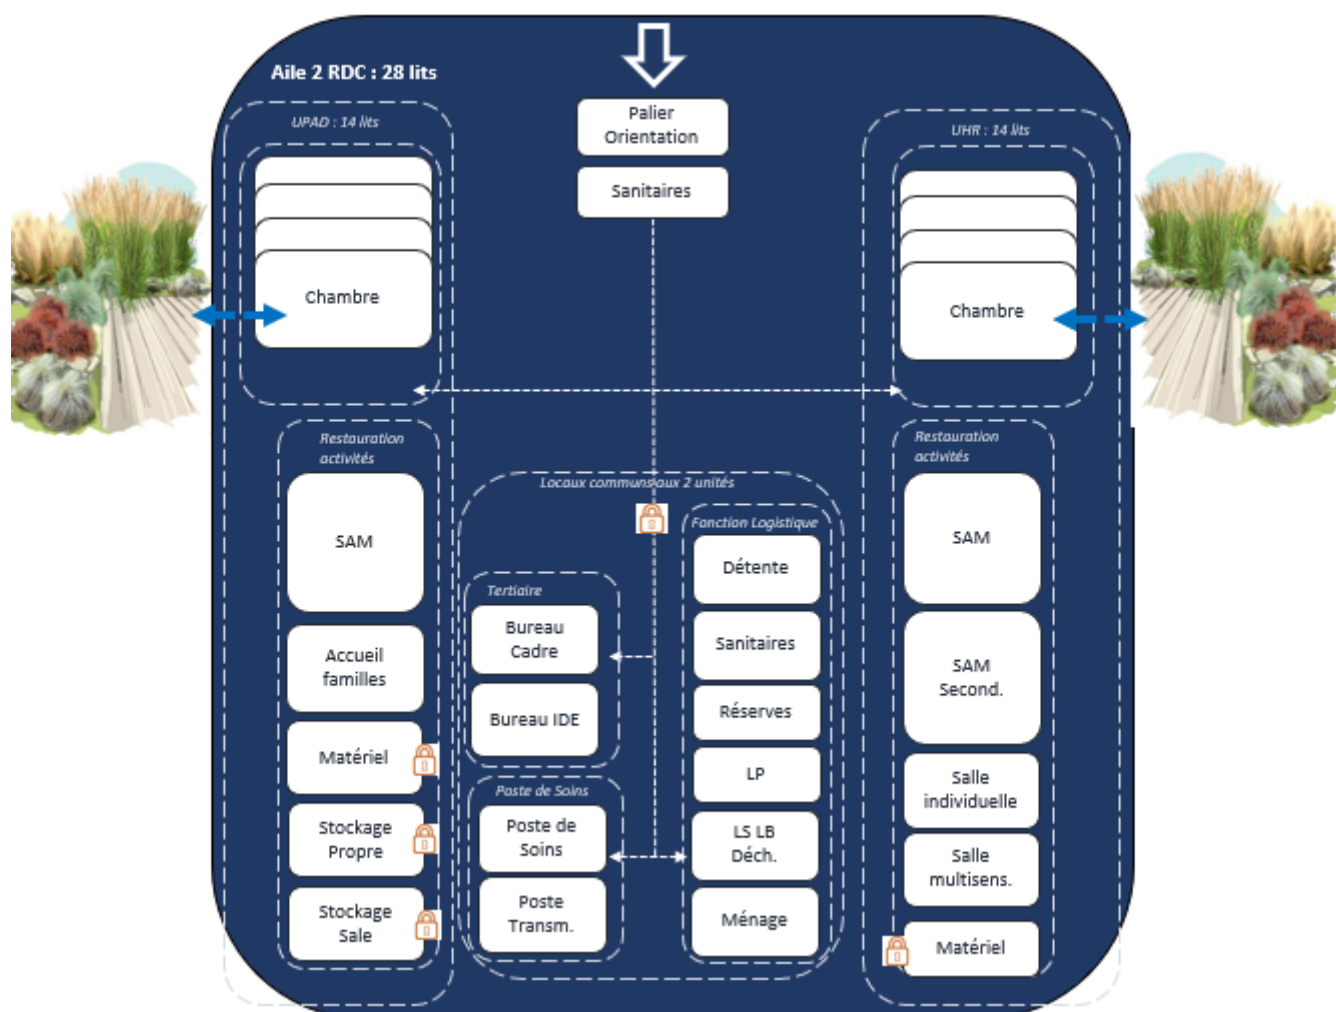 Aile 2 RDC : 28 lits
Palier
Orientation
Sanitaires
UPAD : 14 lits
Chambre
Restauration
activités
SAM
Accueil
familles
Matériel
Stockage
Propre
Stockage
Sale
Locaux communs aux 2 unités
Tertiaire
Bureau
Cadre
Bureau IDE
Poste de Soins
Poste de
Soins
Poste
Transm.
Fonction Logistique
Détente
Sanitaires
Réserves
LP
LS LB
Déch.
Ménage
UHR : 14 lits
Chambre
Restauration
activités
SAM
SAM
Second.
Salle
individuelle
Salle
multisens.
Matériel